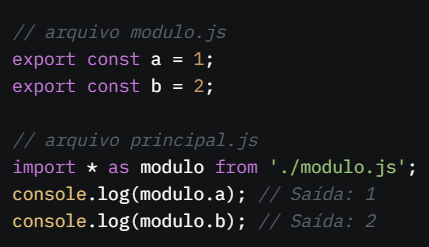 // arquivo modulo.js
export const a = 1;
export const b = 2;
// arquivo principal.js
import * as modulo from './modulo.js';
console.log(modulo.a); // Saída: 1
console.log(modulo.b); // Saída: 2